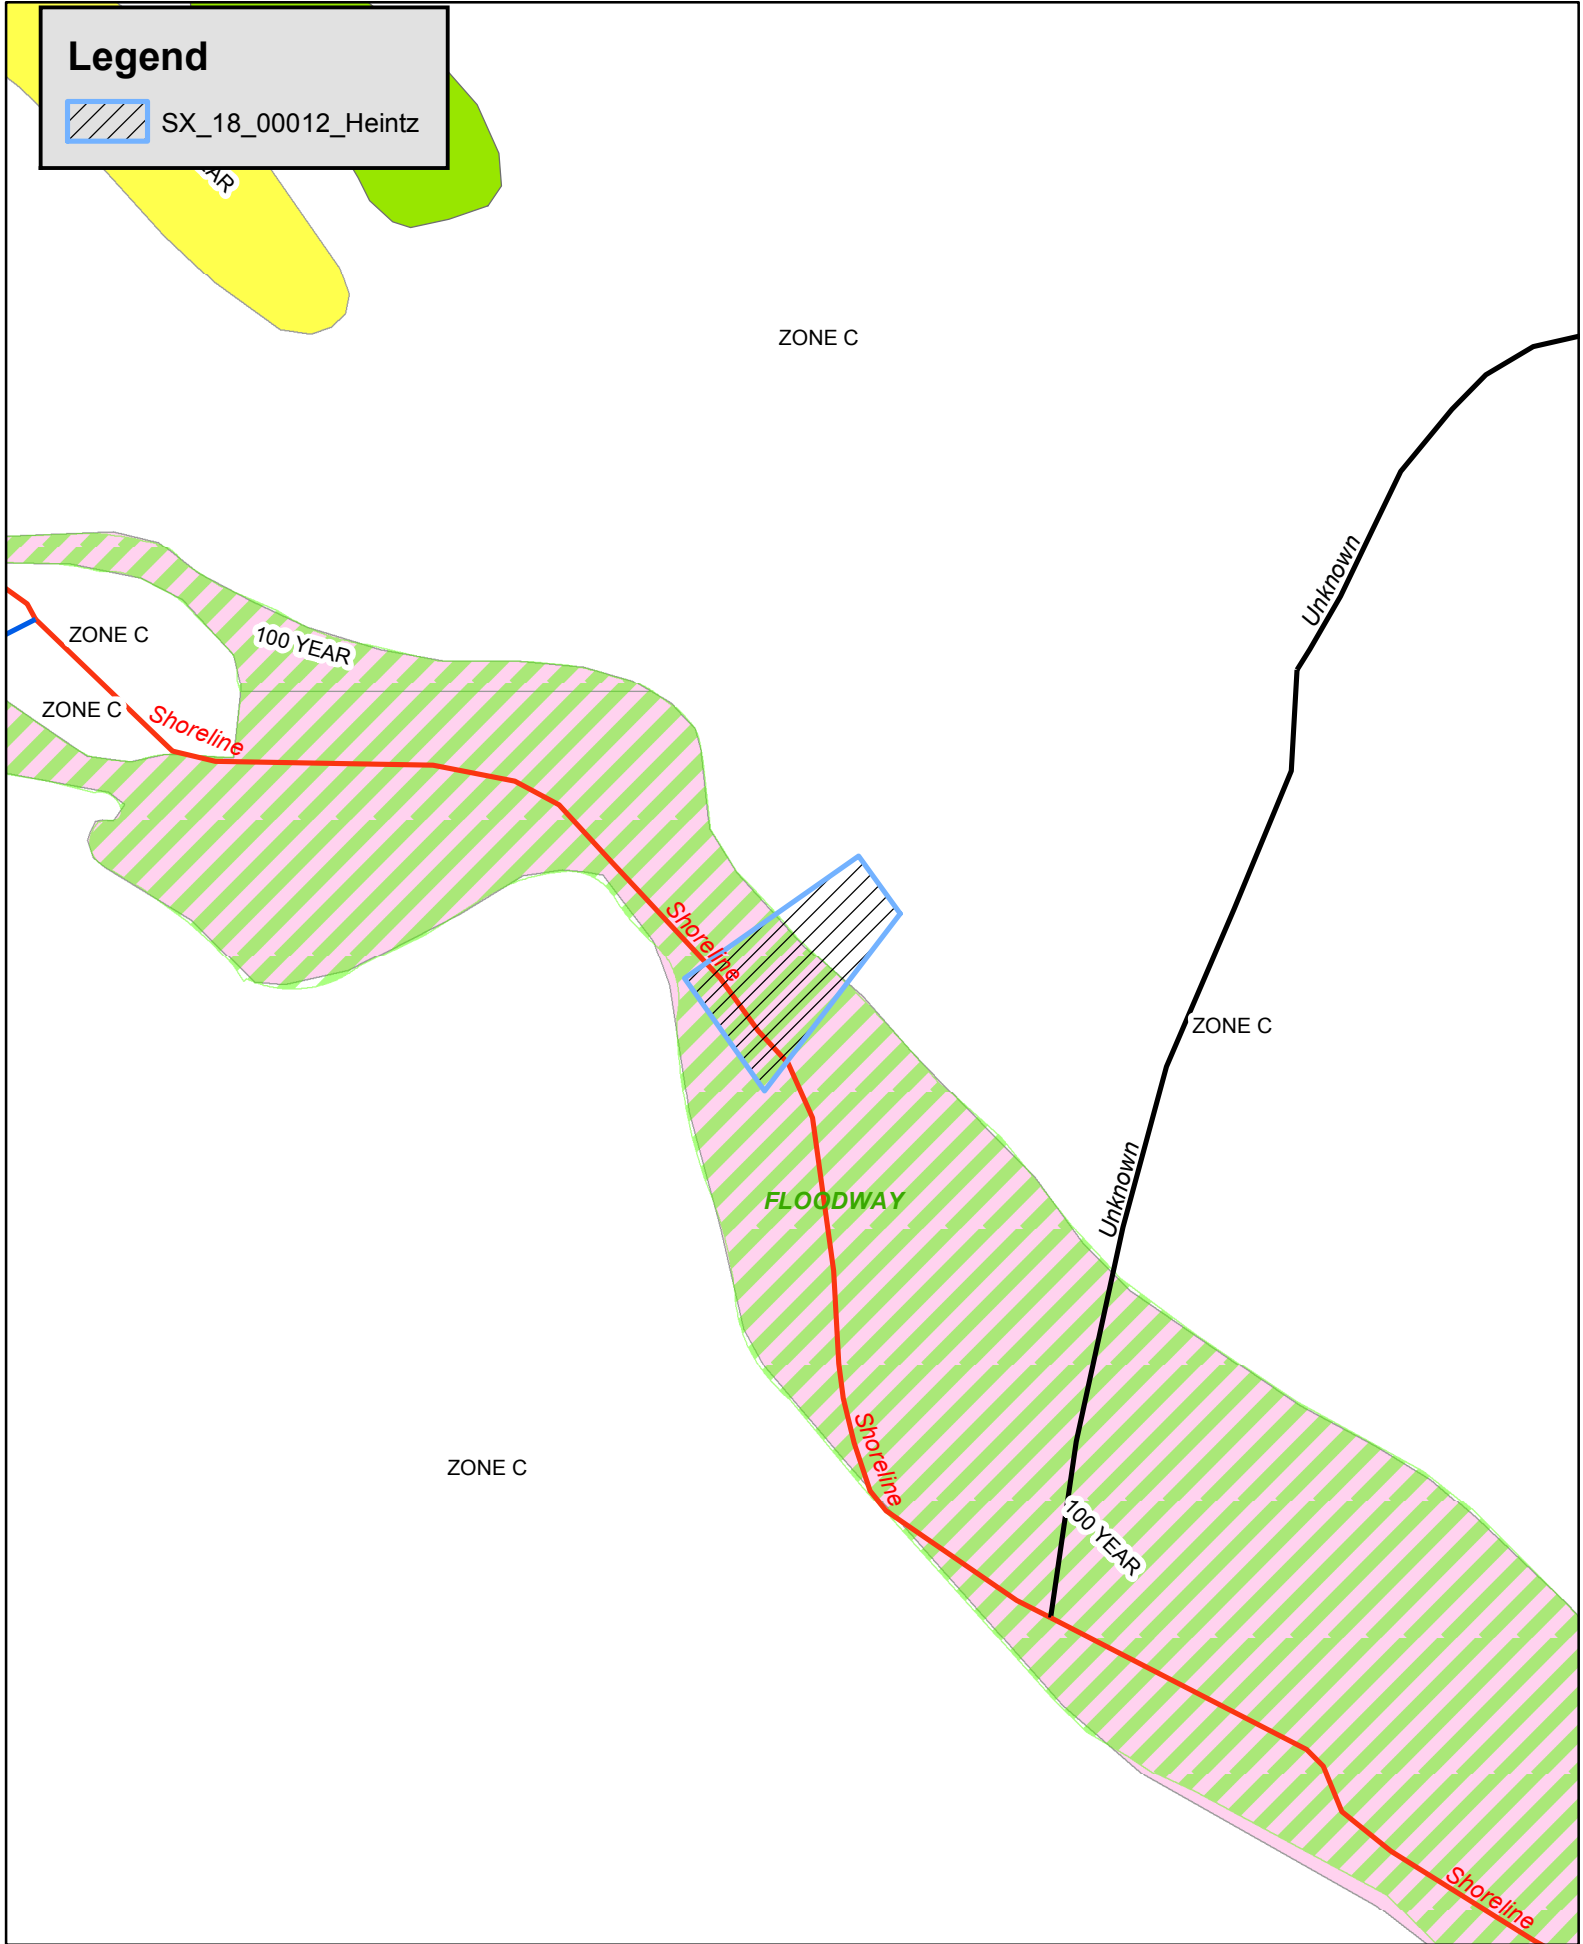 Legend
SX_18_00012_Heintz
ZONE C
Unknown
ZONE C
100 YEAR
ZONE C
Shoreline
Shoreline
ZONE C
Unknown
FLOODWAY
Shoreline
ZONE C
100 YEAR
Shoreline